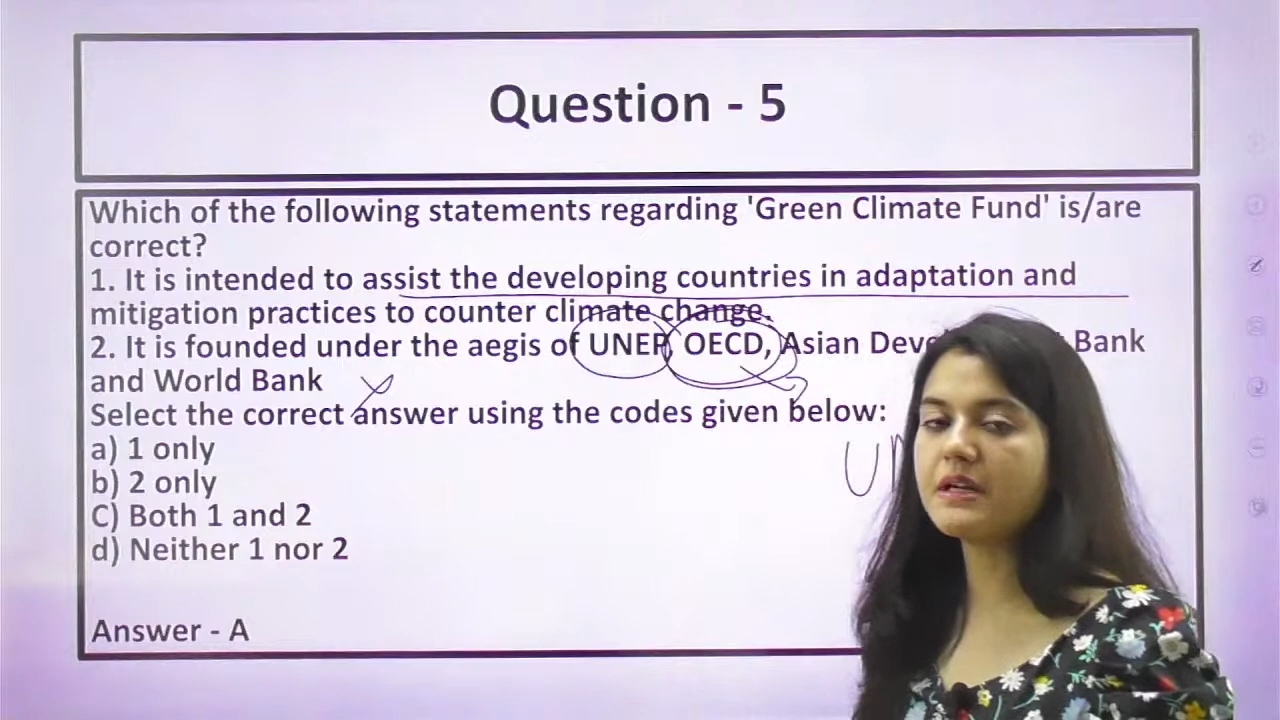 Question - 5
Which of the following statements regarding 'Green Climate Fund' is/are
correct?
1. It is intended to assist the developing countries in adaptation and
mitigation practices to counter climate change.
2. It is founded under the aegis of UNEP, OECD, Asian Bank
and World Bank
Select the correct answer using the codes given below:
a) 1 only
b) 2 only
C) Both 1 and 2
d) Neither 1 nor 2
Answer - A